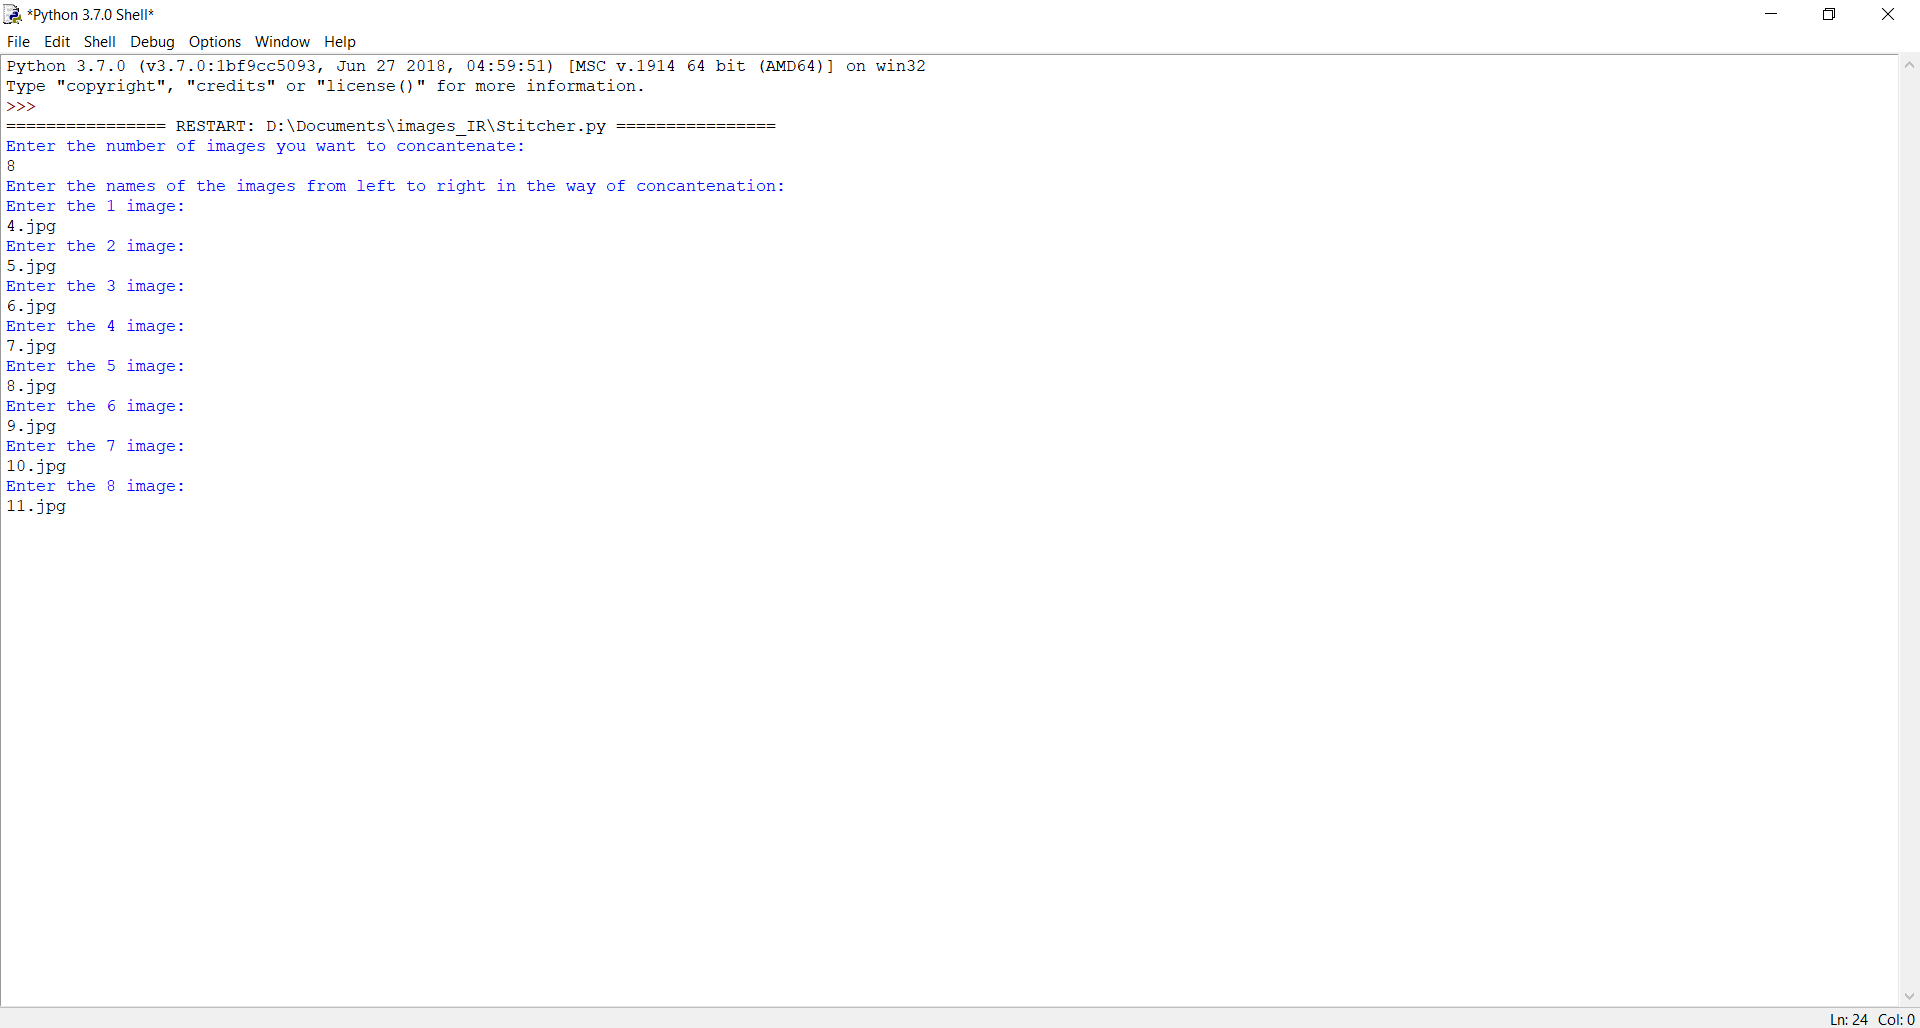 *Python 3.7.0 Shell*
File Edit Shell Debug Options Window Help
Python 3.7.0 (v3.7.0:1bf9cc5093, Jun 27 2018, 04:59:51) [MSC v.1914 64 bit (AMD64)] on win32
Type "copyright", "credits" or "license()" for more information.
>>>
================ RESTART: D:\Documents\images_IR\Stitcher.py ================
Enter the number of images you want to concantenate:
8
Enter the names of the images from left to right in the way of concantenation:
Enter the 1 image:
4.jpg
Enter the 2 image:
5.jpg
Enter the 3 image:
6.jpg
Enter the 4 image:
7.jpg
Enter the 5 image:
8.jpg
Enter the 6 image:
9.jpg
Enter the 7 image:
10.jpg
Enter the 8 image:
11.jpg
Ln: 24 Col: 0